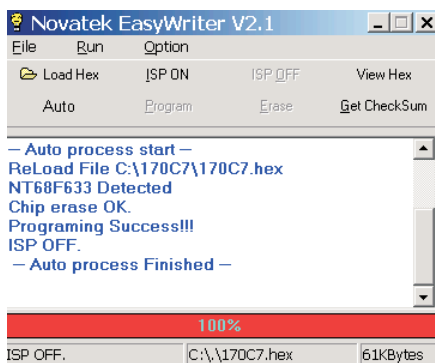 Novatek EasyWriter V2.1
File Run Option
Load Hex ISP ON ISP OFF View Hex
Auto Program Erase Get CheckSum
— Auto process start —
ReLoad File C:\170C7\170C7.hex
NT68F633 Detected
Chip erase OK.
Programing Success!!!
ISP OFF.
— Auto process Finished —
100%
ISP OFF. C:\.\170C7.hex 61KBytes